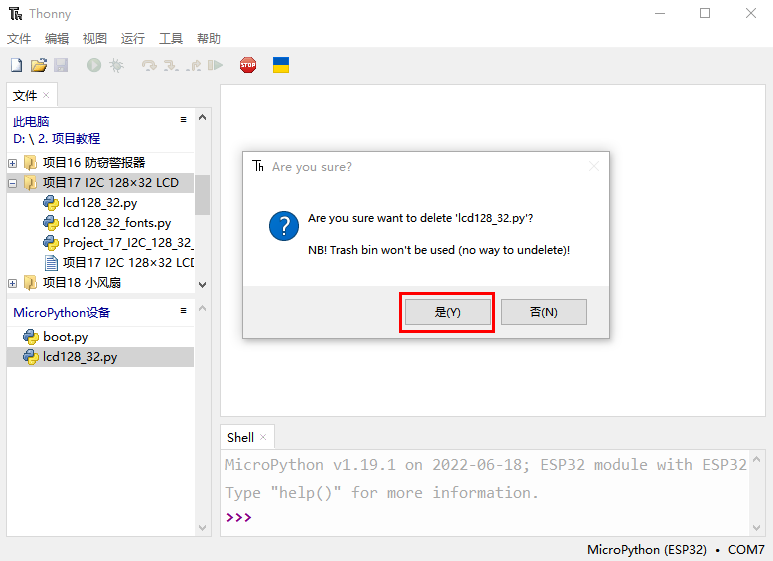 Thonny
文件 编辑 视图 运行 工具 帮助
STOP
文件
此电脑
D: \ 2. 项目教程
项目16 防窃警报器
项目17 I2C 128×32 LCD
lcd128_32.py
lcd128_32_fonts.py
Project_17_I2C_128_32_
项目17 I2C 128×32 LCD
项目18 小风扇
MicroPython设备
boot.py
lcd128_32.py
Th Are you sure?
Are you sure want to delete 'lcd128_32.py'?
NB! Trash bin won't be used (no way to undelete)!
是(Y) 否(N)
Shell
MicroPython v1.19.1 on 2022-06-18; ESP32 module with ESP32
Type "help()" for more information.
>>>
MicroPython (ESP32) • COM7